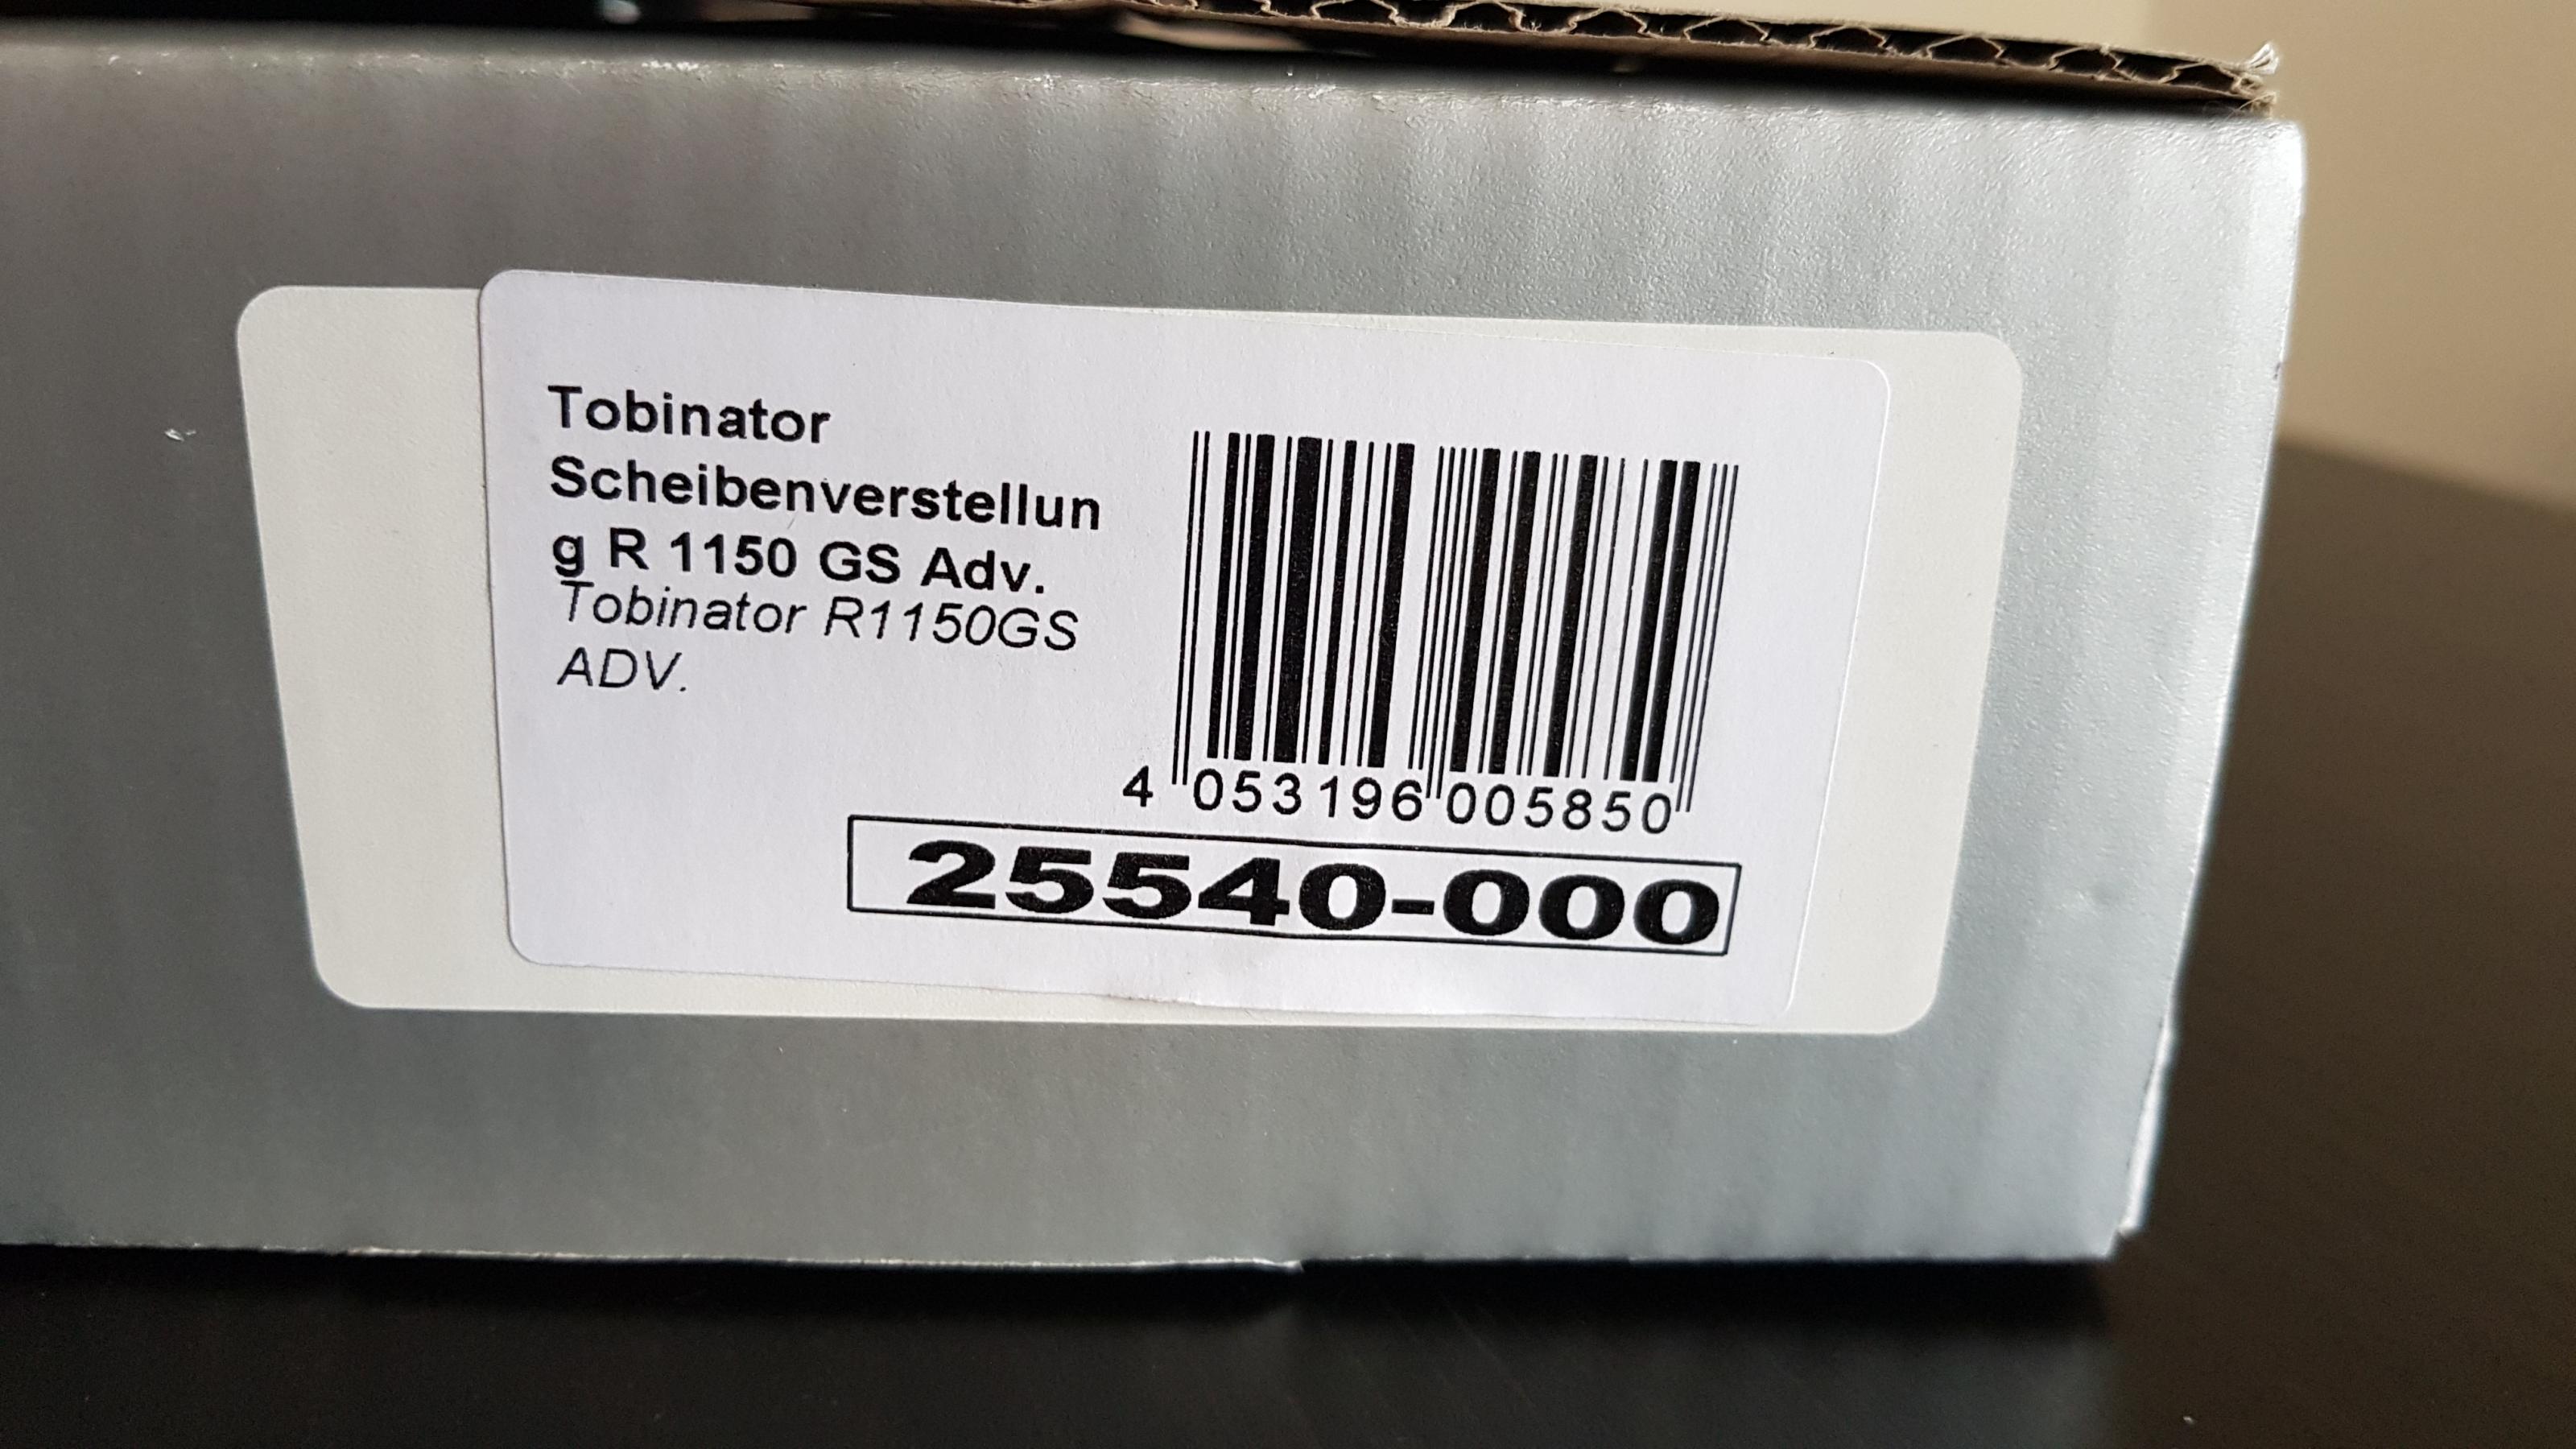 Tobinator
Scheibenverstellun
g R 1150 GS Adv.
Tobinator R1150GS
ADV.
4 053196 005850
25540-000